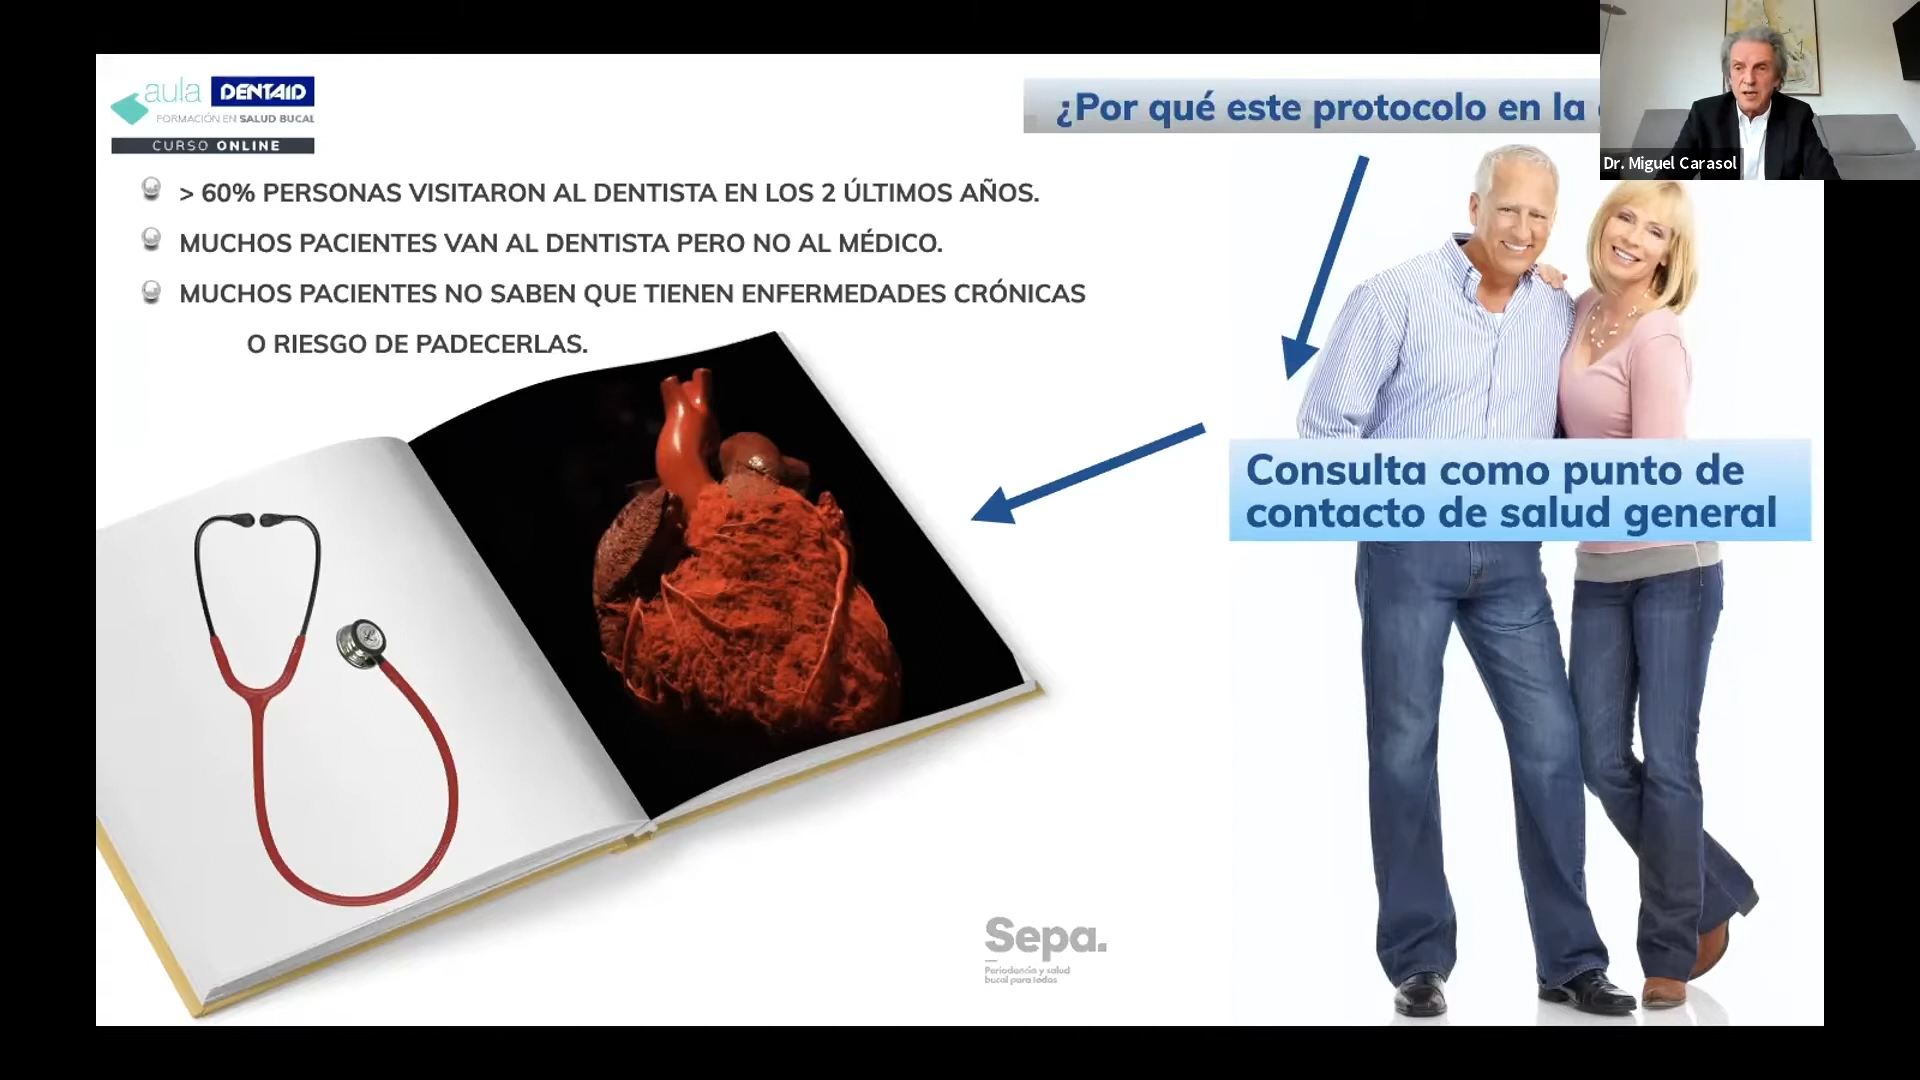 aula DENTAID
FORMACIÓN EN SALUD BUCAL
CURSO ONLINE
¿Por qué este protocolo en la
Dr. Miguel Carasol
> 60% PERSONAS VISITARON AL DENTISTA EN LOS 2 ÚLTIMOS AÑOS.
MUCHOS PACIENTES VAN AL DENTISTA PERO NO AL MÉDICO.
MUCHOS PACIENTES NO SABEN QUE TIENEN ENFERMEDADES CRÓNICAS
O RIESGO DE PADECERLAS.
Consulta como punto de
contacto de salud general
Sepa.
Periodoncia y salud
bucal para todos